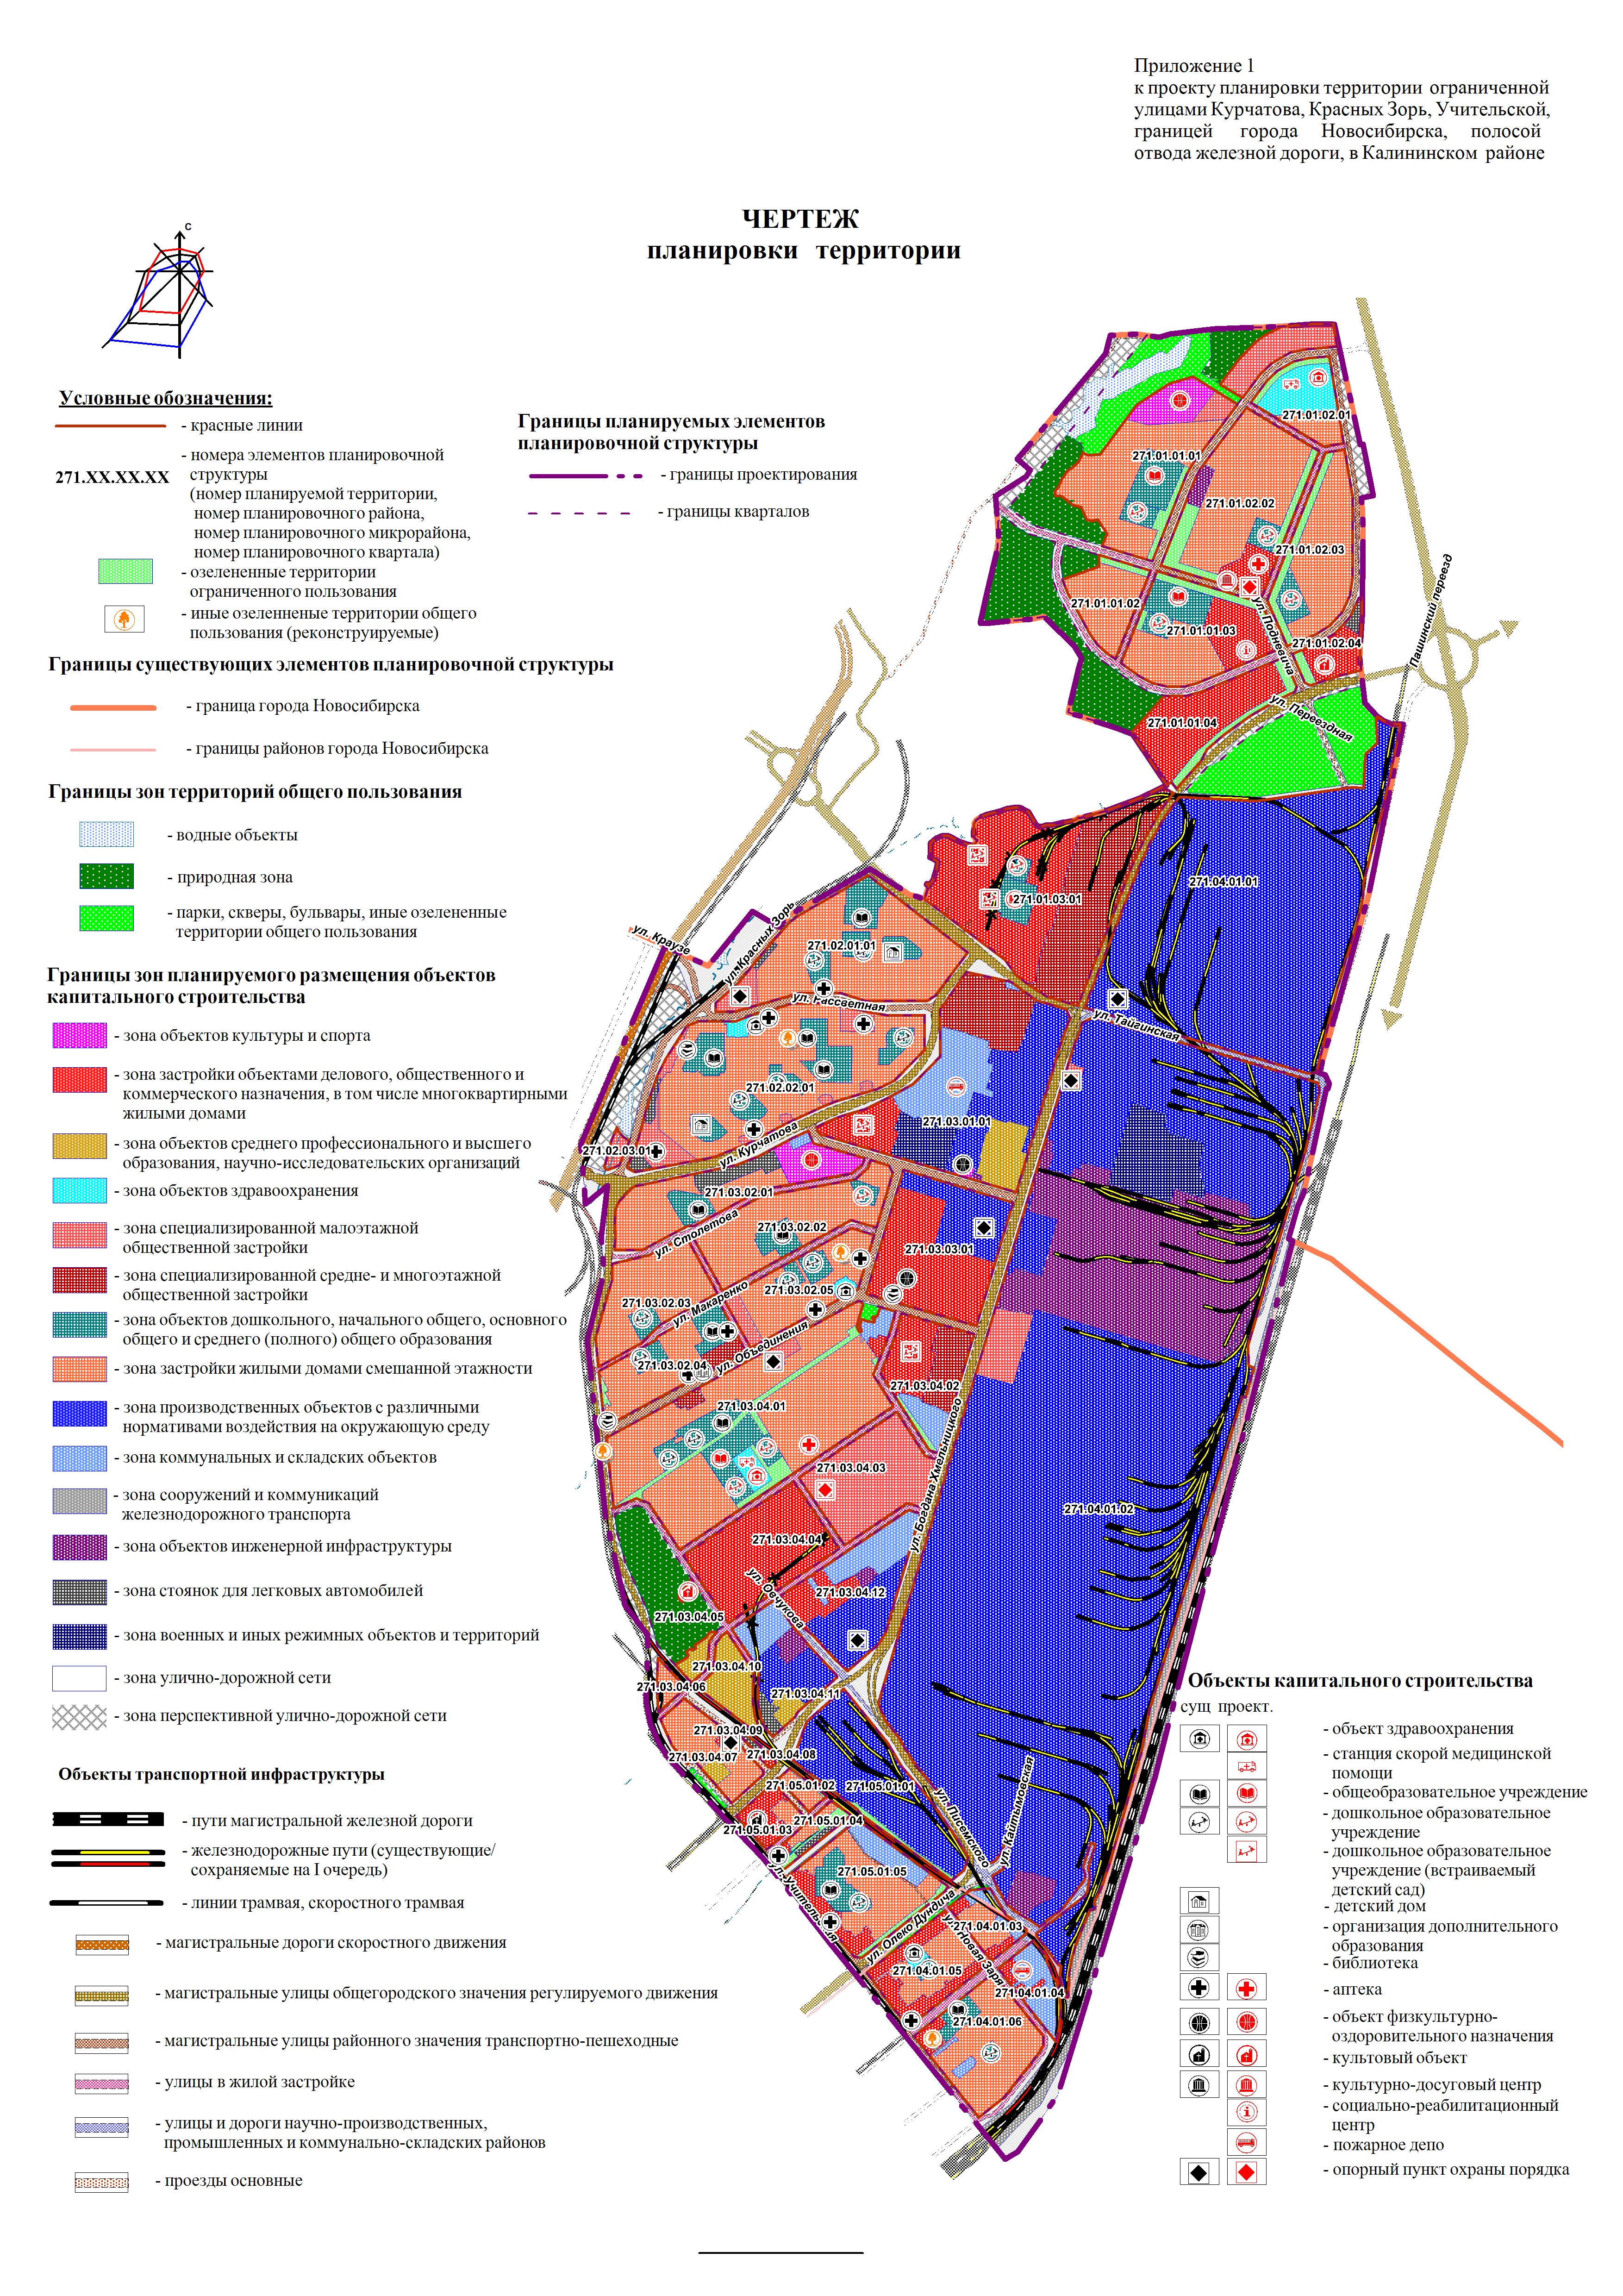 Приложение 1
к проекту планировки территории ограниченной
улицами Курчатова, Красных Зорь, Учительской,
границей города Новосибирска, полосой
отвода железной дороги, в Калининском районе
ЧЕРТЕЖ
планировки территории
С
Условные обозначения:
- красные линии
271.XX.XX.XX
- номера элементов планировочной
структуры
(номер планируемой территории,
номер планировочного района,
номер планировочного микрорайона,
номер планировочного квартала)
- озелененные территории
ограниченного пользования
- иные озелненные территории общего
пользования (реконструируемые)
Границы планируемых элементов
планировочной структуры
- границы проектирования
- границы кварталов
Границы существующих элементов планировочной структуры
- граница города Новосибирска
- границы районов города Новосибирска
Границы зон территорий общего пользования
- водные объекты
- природная зона
- парки, скверы, бульвары, иные озелененные
территории общего пользования
Границы зон планируемого размещения объектов
капитального строительства
- зона объектов культуры и спорта
- зона застройки объектами делового, общественного и
коммерческого назначения, в том числе многоквартирными
жилыми домами
- зона объектов среднего профессионального и высшего
образования, научно-исследовательских организаций
- зона объектов здравоохранения
- зона специализированной малоэтажной
общественной застройки
- зона специализированной средне- и многоэтажной
общественной застройки
- зона объектов дошкольного, начального общего, основного
общего и среднего (полного) общего образования
- зона застройки жилыми домами смешанной этажности
- зона производственных объектов с различными
нормативами воздействия на окружающую среду
- зона коммунальных и складских объектов
- зона сооружений и коммуникаций
железнодорожного транспорта
- зона объектов инженерной инфраструктуры
- зона стоянок для легковых автомобилей
- зона военных и иных режимных объектов и территорий
- зона улично-дорожной сети
- зона перспективной улично-дорожной сети
Объекты транспортной инфраструктуры
- пути магистральной железной дороги
- железнодорожные пути (существующие/
сохраняемые на I очередь)
- линии трамвая, скоростного трамвая
- магистральные дороги скоростного движения
- магистральные улицы общегородского значения регулируемого движения
- магистральные улицы районного значения транспортно-пешеходные
- улицы в жилой застройке
- улицы и дороги научно-производственных,
промышленных и коммунально-складских районов
- проезды основные
271.01.02.01
271.01.01.01
271.01.02.02
271.01.02.03
271.01.01.02
271.01.01.03
271.01.02.04
271.01.01.04
ул. Подневича
ул. Переездная
Пашинский переезд
271.04.01.01
271.01.03.01
ул. Краузе
ул. Красных Зорь
271.02.01.01
ул. Рассветная
ул. Тайгинская
271.02.02.01
271.03.01.01
271.02.03.01
ул. Курчатова
271.03.02.01
ул. Столетова
271.03.02.02
271.03.03.01
271.03.02.05
271.03.02.03
ул. Макаренко
ул. Объединения
271.03.02.04
271.03.04.02
271.03.04.01
ул. Богдана Хмельницкого
271.03.04.03
271.04.01.02
271.03.04.04
ул. Овчукова
271.03.04.12
271.03.04.05
271.03.04.10
271.03.04.06
271.03.04.11
271.03.04.09
271.03.04.07
271.03.04.08
271.05.01.02
271.05.01.01
271.05.01.04
271.05.01.03
ул. Писемского
ул. Кайтымовская
271.05.01.05
ул. Учительская
ул. Олеко Дундича
271.04.01.03
ул. Новая Заря
271.04.01.05
271.04.01.04
271.04.01.06
Объекты капитального строительства
сущ проект.
- объект здравоохранения
- станция скорой медицинской
помощи
- общеобразовательное учреждение
- дошкольное образовательное
учреждение
- дошкольное образовательное
учреждение (встраиваемый
детский сад)
- детский дом
- организация дополнительного
образования
- библиотека
- аптека
- объект физкультурно-
оздоровительного назначения
- культовый объект
- культурно-досуговый центр
- социально-реабилитационный
центр
- пожарное депо
- опорный пункт охраны порядка